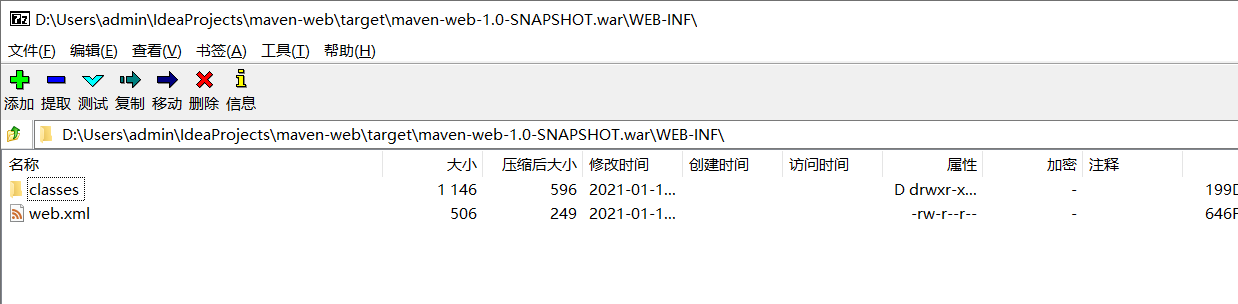 D:\Users\admin\IdeaProjects\maven-web\target\maven-web-1.0-SNAPSHOT.war\WEB-INF\
文件(F) 编辑(E) 查看(V) 书签(A) 工具(T) 帮助(H)
添加 提取 测试 复制 移动 删除 信息
D:\Users\admin\IdeaProjects\maven-web\target\maven-web-1.0-SNAPSHOT.war\WEB-INF\
名称 大小 压缩后大小 修改时间 创建时间 访问时间 属性 加密 注释
classes 1 146 596 2021-01-1... D drwxr-x... - 199D
web.xml 506 249 2021-01-1... -rw-r--r-- -